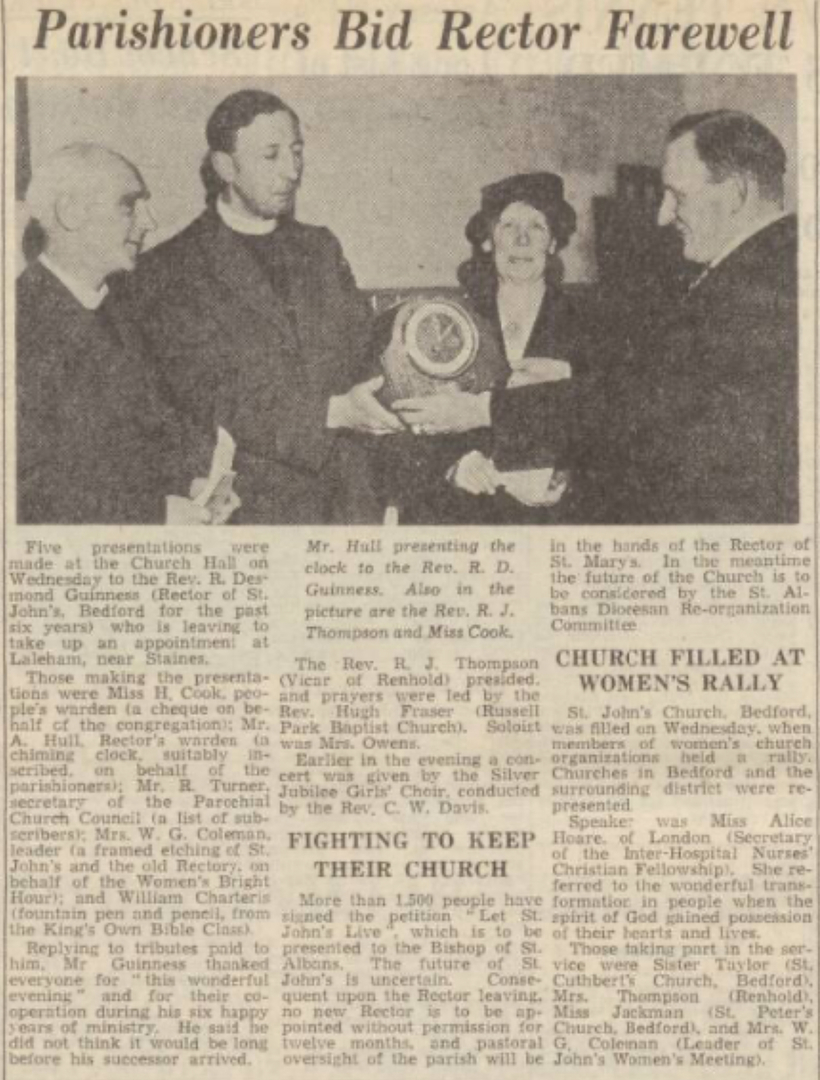 Parishioners Bid Rector Farewell
Five presentations were
made at the Church Hall on
Wednesday to the Rev. R. Des-
mond Guinness (Rector of St.
John's, Bedford for the past
six years) who is leaving to
take up an appointment at
Laleham, near Staines.
Those making the presenta-
tions were Miss H. Cook, peo-
ple's warden (a cheque on be-
half of the congregation); Mr.
A. Hull, Rector's warden (a
chiming clock, suitably in-
scribed, on behalf of the
parishioners); Mr. R. Turner,
secretary of the Parochial
Church Council (a list of sub-
scribers); Mrs. W. G. Coleman,
leader (a framed etching of St.
John's and the old Rectory, on
behalf of the Women's Bright
Hour); and William Charteris
(fountain pen and pencil, from
the King's Own Bible Class).
Replying to tributes paid to
him, Mr Guinness thanked
everyone for "this wonderful
evening" and for their co-
operation during his six happy
years of ministry. He said he
did not think it would be long
before his successor arrived.
Mr. Hull presenting the
clock to the Rev. R. D.
Guinness. Also in the
picture are the Rev. R. J.
Thompson and Miss Cook.
The Rev. R. J. Thompson
(Vicar of Renhold) presided,
and prayers were led by the
Rev. Hugh Fraser (Russell
Park Baptist Church). Soloist
was Mrs. Owens.
Earlier in the evening a con-
cert was given by the Silver
Jubilee Girls' Choir, conducted
by the Rev. C. W. Davis.
FIGHTING TO KEEP
THEIR CHURCH
More than 1,500 people have
signed the petition "Let St.
John's Live", which is to be
presented to the Bishop of St.
Albans. The future of St
John's is uncertain. Conse-
quent upon the Rector leaving,
no new Rector is to be ap-
pointed without permission for
twelve months, and pastoral
oversight of the parish will be
in the hands of the Rector of
St. Mary's. In the meantime
the future of the Church is to
be considered by the St. Al-
bans Diocesan Re-organization
Committee
CHURCH FILLED AT
WOMEN'S RALLY
St. John's Church, Bedford,
was filled on Wednesday, when
members of women's church
organizations held a rally.
Churches in Bedford and the
surrounding district were re-
presented
Speaker was Miss Alice
Hoare, of London (Secretary
of the Inter-Hospital Nurses'
Christian Fellowship). She re-
ferred to the wonderful trans-
formation in people when the
spirit of God gained possession
of their hearts and lives.
Those taking part in the ser-
vice were Sister Taylor (St.
Cuthbert's Church, Bedford),
Mrs. Thompson (Renhold),
Miss Jackman (St. Peter's
Church, Bedford), and Mrs. W.
G. Coleman (Leader of St.
John's Women's Meeting).